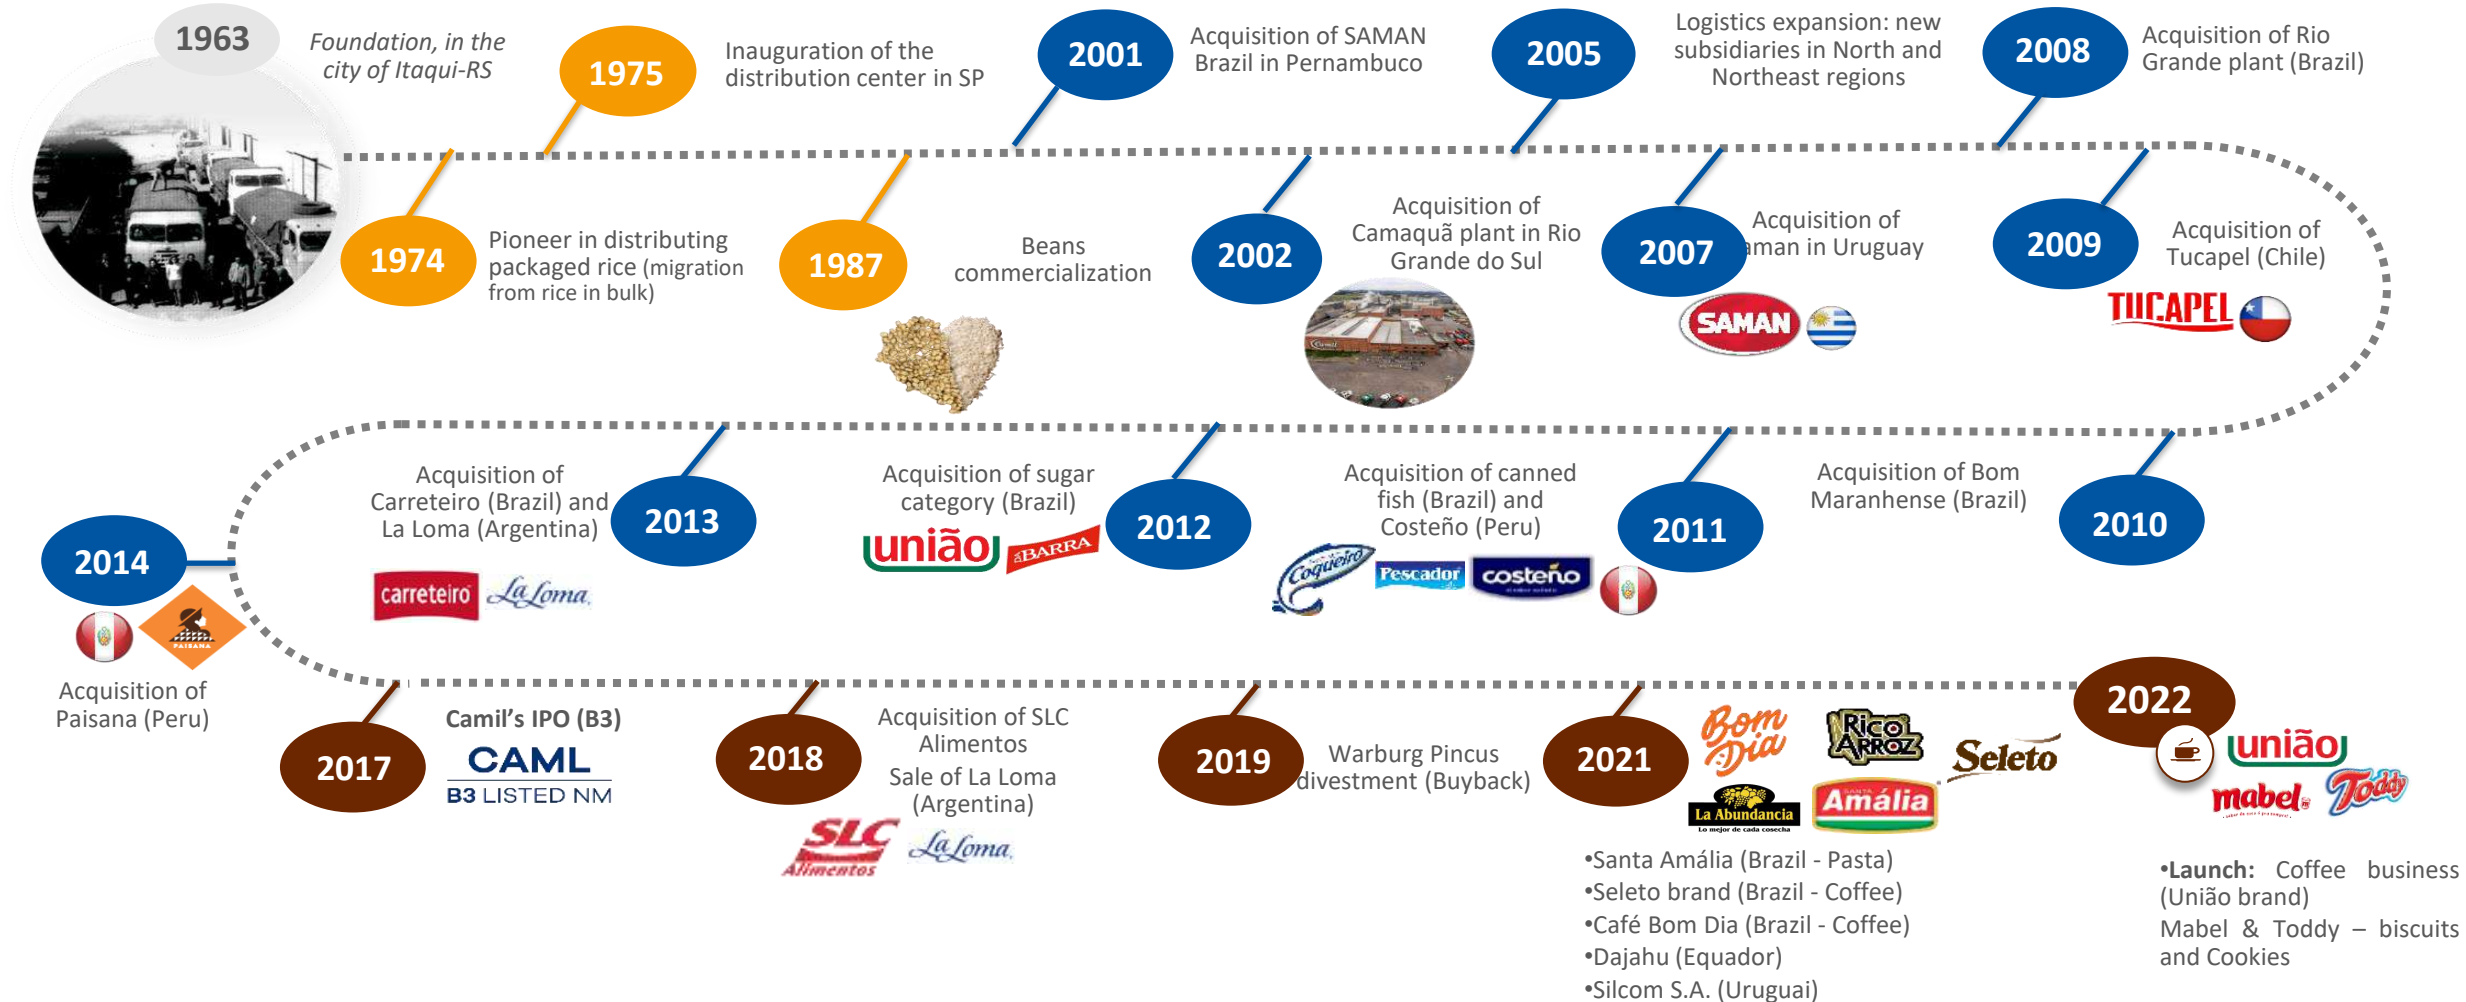 1963
Foundation, in the
city of Itaqui-RS
1975
Inauguration of the
distribution center in SP
2001
Acquisition of SAMAN
Brazil in Pernambuco
2005
Logistics expansion: new
subsidiaries in North and
Northeast regions
2008
Acquisition of Rio
Grande plant (Brazil)
1974
Pioneer in distributing
packaged rice (migration
from rice in bulk)
1987
Beans
commercialization
2002
Acquisition of
Camaquã plant in Rio
Grande do Sul
Camil
2007
Acquisition of
aman in Uruguay
SAMAN
2009
Acquisition of
Tucapel (Chile)
TUCAPEL
2014
Acquisition of
Paisana (Peru)
PAISANA
Acquisition of
Carreteiro (Brazil) and
La Loma (Argentina)
2013
carreteiro
La Loma
Acquisition of sugar
category (Brazil)
2012
união
DABARRA
Acquisition of canned
fish (Brazil) and
Costeño (Peru)
2011
Coqueiro
Pescador
costeño
Acquisition of Bom
Maranhense (Brazil)
2010
2017
Camil’s IPO (B3)
CAML
B3 LISTED NM
2018
Acquisition of SLC
Alimentos
Sale of La Loma
(Argentina)
SLC
Alimentos
La Loma
2019
Warburg Pincus
divestment (Buyback)
2021
Bom
Dia
Rico
Arroz
Seleto
La Abundancia
Lo mejor de cada cosecha
SANTA
Amália
•Santa Amália (Brazil - Pasta)
•Seleto brand (Brazil - Coffee)
•Café Bom Dia (Brazil - Coffee)
•Dajahu (Equador)
•Silcom S.A. (Uruguai)
2022
união
mabel
Toddy
•Launch: Coffee business
(União brand)
Mabel & Toddy – biscuits
and Cookies